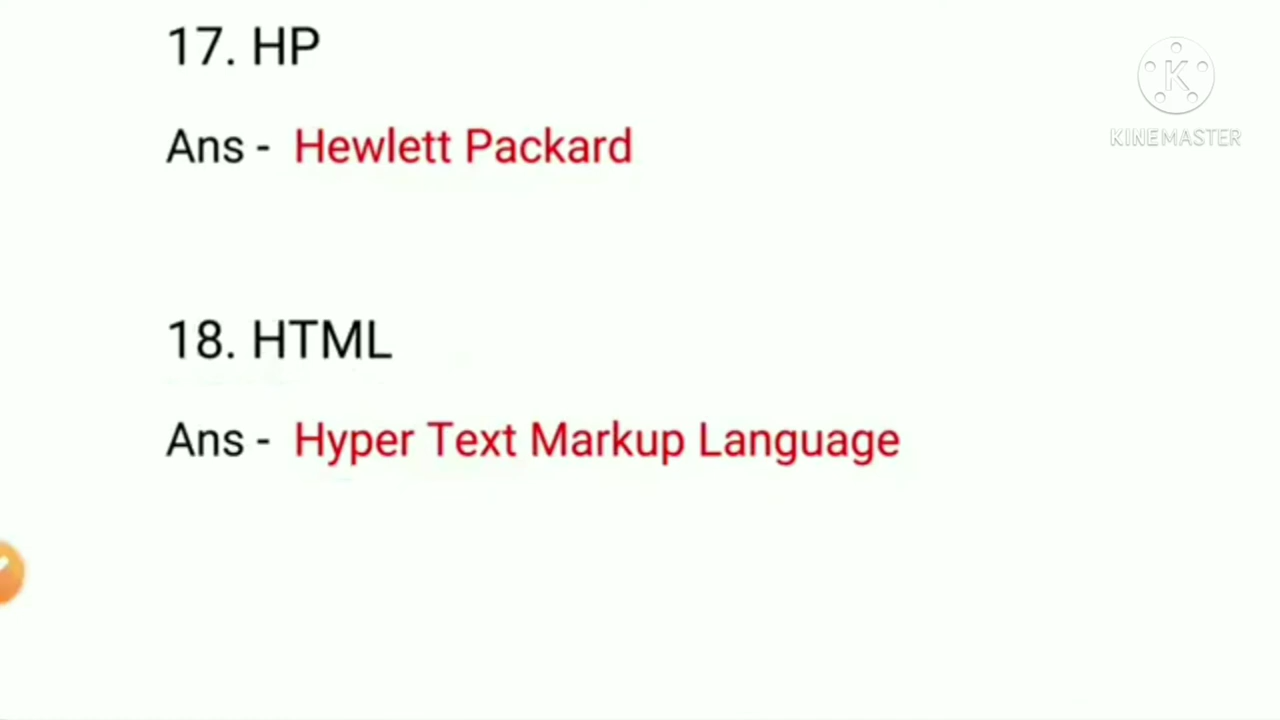 17. HP
K
KINEMASTER
Ans - Hewlett Packard
18. HTML
Ans - Hyper Text Markup Language